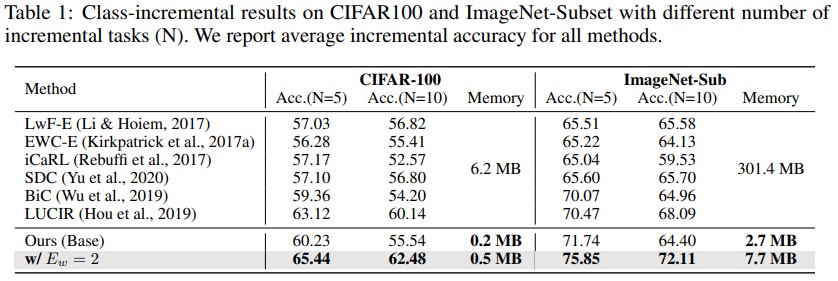 Table 1: Class-incremental results on CIFAR100 and ImageNet-Subset with different number of
incremental tasks (N). We report average incremental accuracy for all methods.
Method CIFAR-100 ImageNet-Sub
Acc.(N=5) Acc.(N=10) Memory Acc.(N=5) Acc.(N=10) Memory
LwF-E (Li & Hoiem, 2017) 57.03 56.82 65.51 65.58
EWC-E (Kirkpatrick et al., 2017a) 56.28 55.41 65.22 64.13
iCaRL (Rebuffi et al., 2017) 57.17 52.57 6.2 MB 65.04 59.53 301.4 MB
SDC (Yu et al., 2020) 57.10 56.80 65.60 65.70
BiC (Wu et al., 2019) 59.36 54.20 70.07 64.96
LUCIR (Hou et al., 2019) 63.12 60.14 70.47 68.09
Ours (Base) 60.23 55.54 0.2 MB 71.74 64.40 2.7 MB
w/ E_w = 2 65.44 62.48 0.5 MB 75.85 72.11 7.7 MB